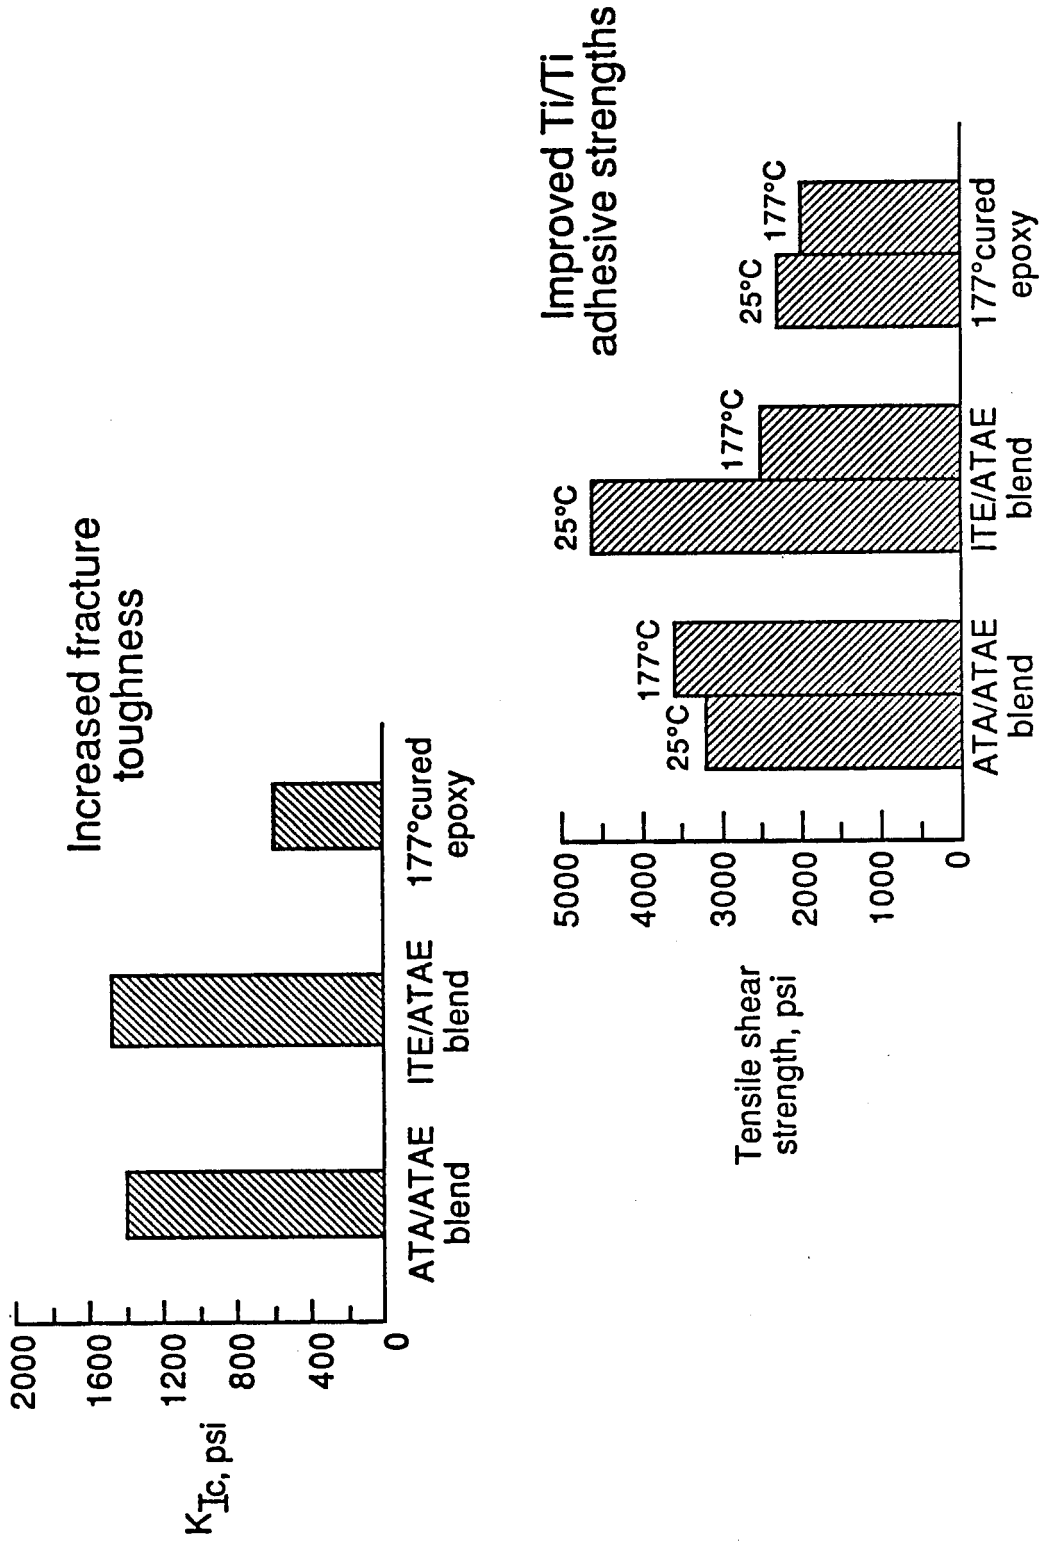 Increased fracture
toughness
K_Ic, psi
2000
1600
1200
800
400
0
ATA/ATAE
blend
ITE/ATAE
blend
177°cured
epoxy
Improved Ti/Ti
adhesive strengths
Tensile shear
strength, psi
5000
4000
3000
2000
1000
0
25°C
177°C
25°C
177°C
25°C
177°C
ATA/ATAE
blend
ITE/ATAE
blend
177°cured
epoxy